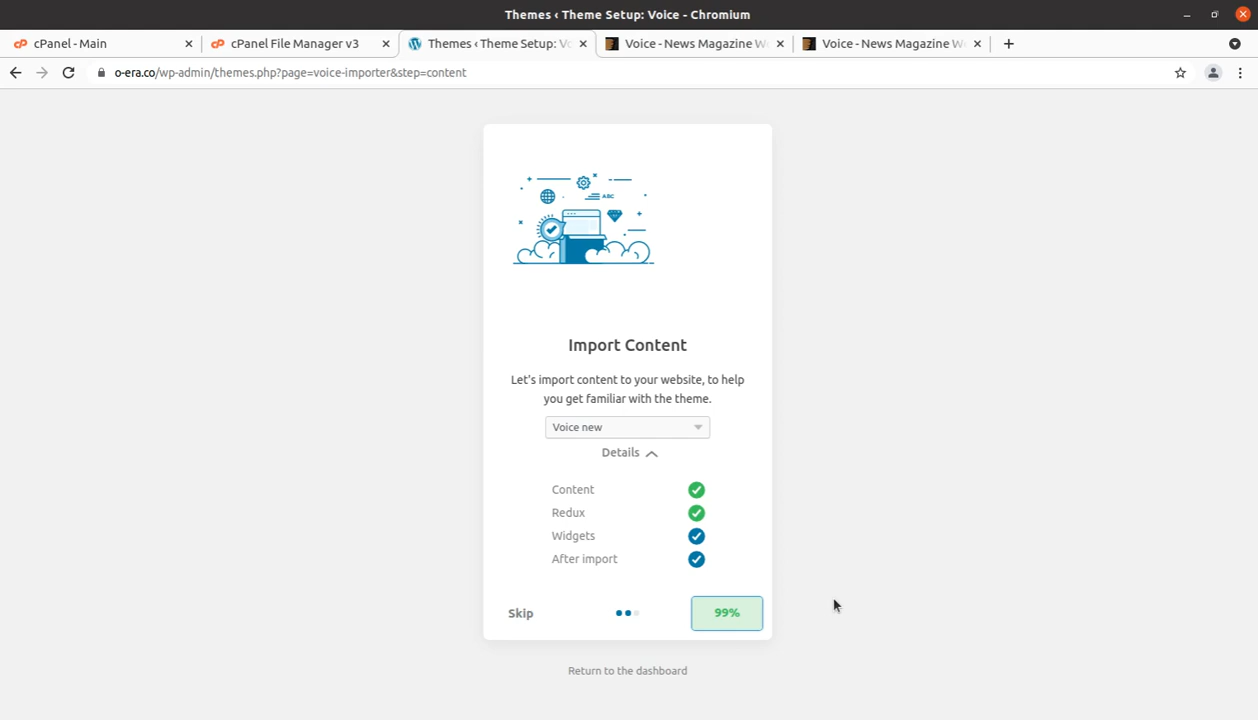 Themes ‹ Theme Setup: Voice - Chromium
cPanel - Main
cPanel File Manager v3
Themes ‹ Theme Setup: Vo
Voice - News Magazine Wo
Voice - News Magazine Wo
o-era.co/wp-admin/themes.php?page=voice-importer&step=content
ABC
Import Content
Let's import content to your website, to help
you get familiar with the theme.
Voice new
Details
Content
Redux
Widgets
After import
Skip
99%
Return to the dashboard